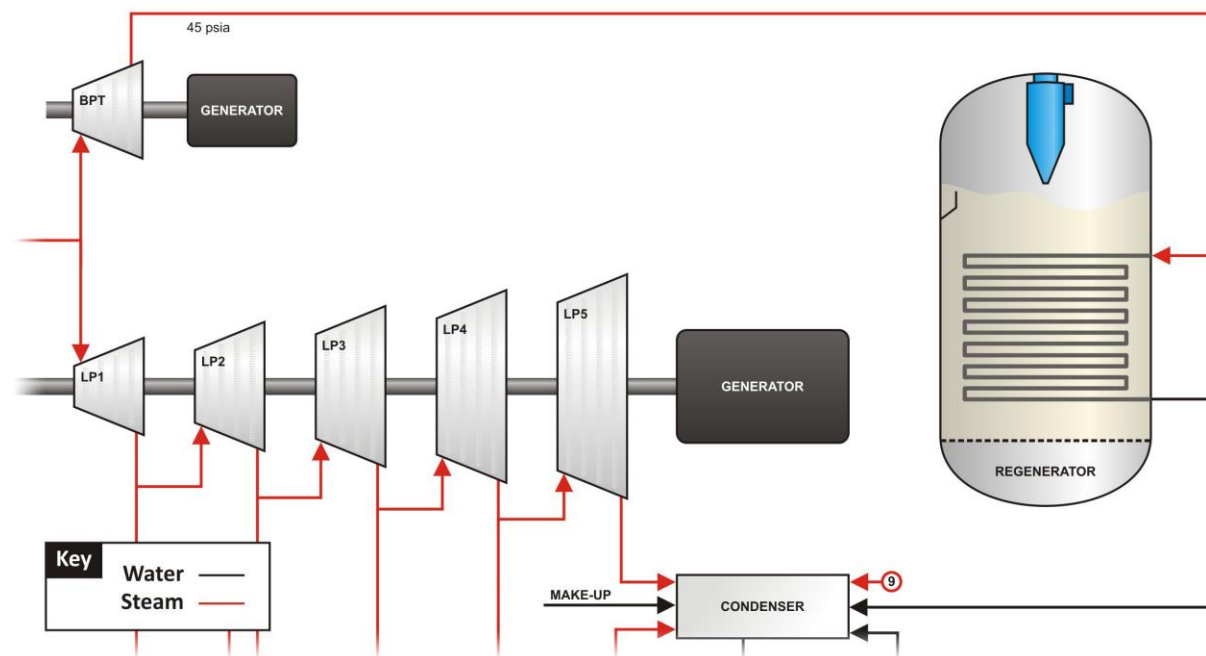 45 psia
BPT
GENERATOR
LP1
LP2
LP3
LP4
LP5
GENERATOR
REGENERATOR
Key
Water
Steam
MAKE-UP
CONDENSER
9